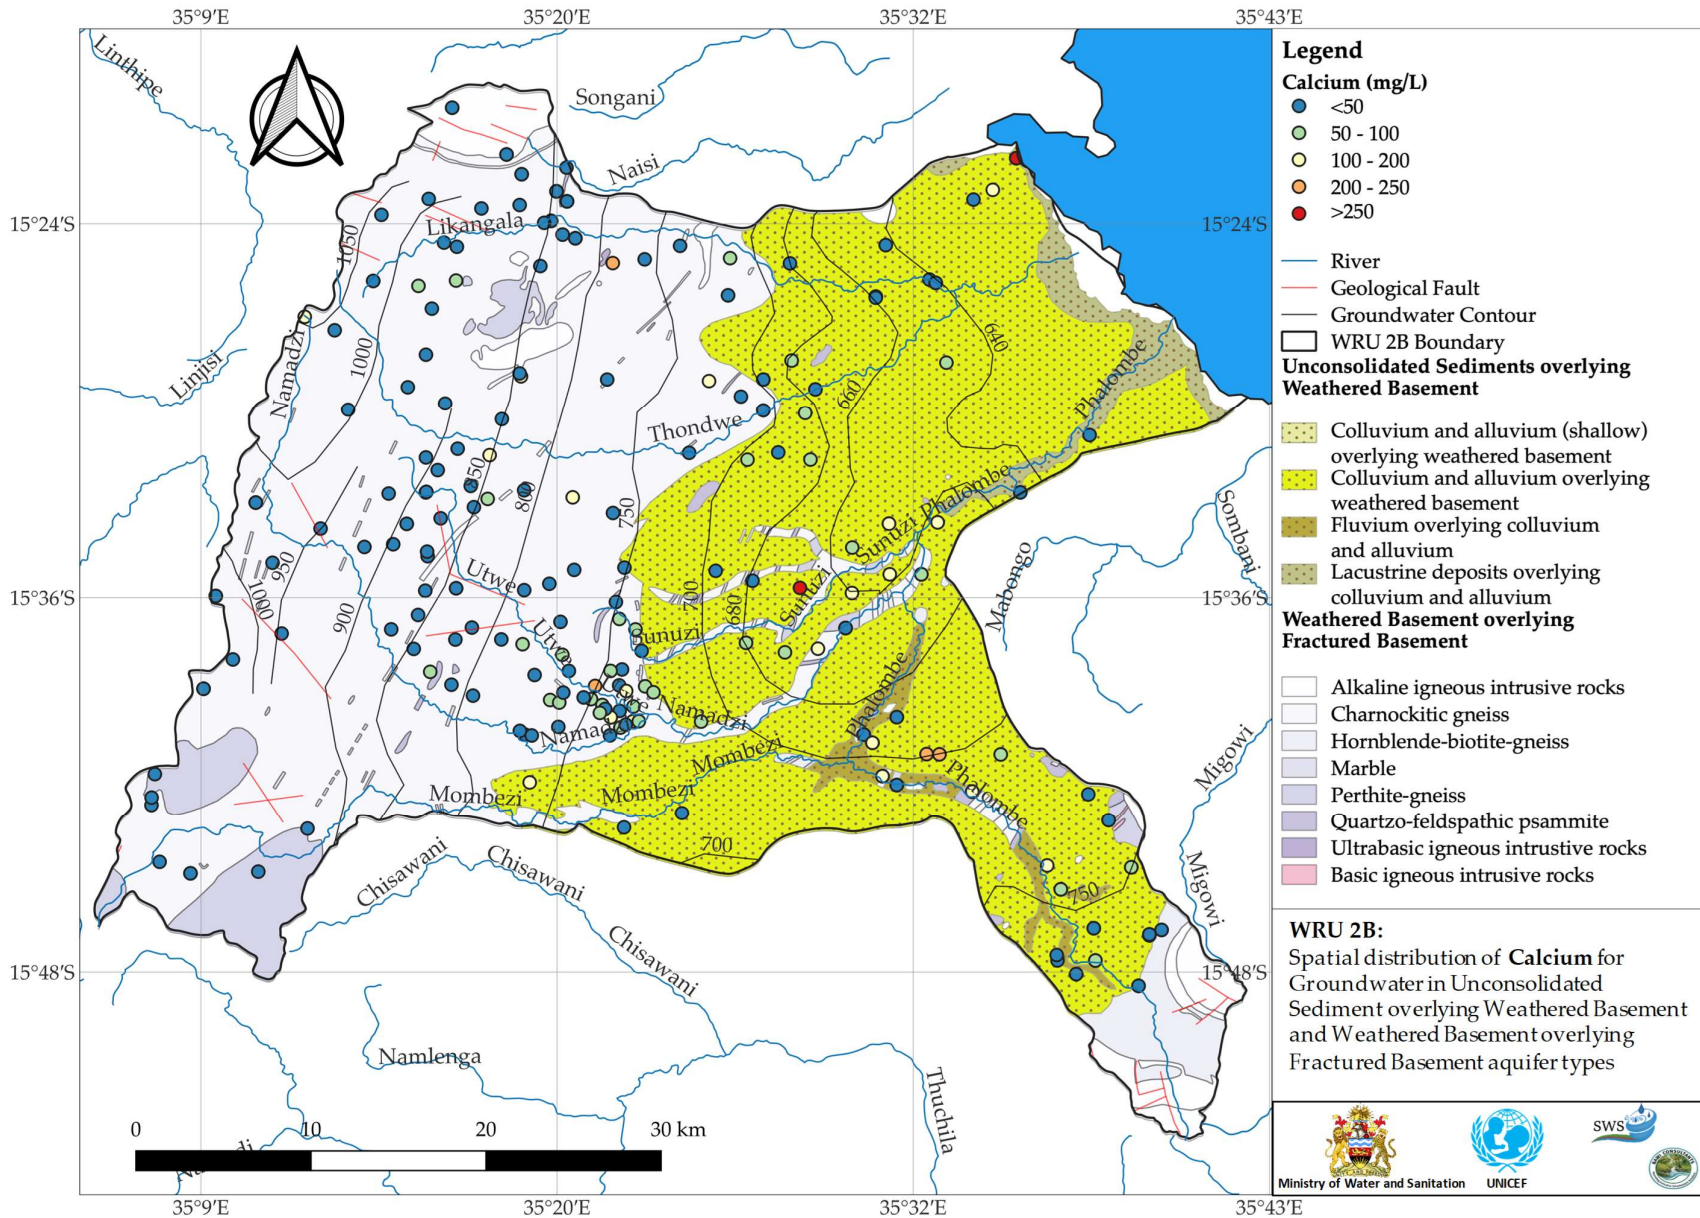 35°9′E
35°20′E
35°32′E
35°43′E
Linthipe
Songani
Naisi
15°24′S
15°24′S
Likangala
1050
Namadzi
1000
Linjisi
640
660
Phalombe
Thondwe
850
800
750
Phalombe
Sunuzi
Sombani
950
1000
900
Utwe
700
680
Sunuzi
Mabongo
15°36′S
15°36′S
Utwe
Sunuzi
Phalombe
Namadzi
Mombezi
Phalombe
Migowi
Mombezi
Mombezi
700
750
Migowi
Chisawani
Chisawani
Chisawani
15°48′S
15°48′S
Namlenga
Thuchila
0 10 20 30 km
35°9′E
35°20′E
35°32′E
35°43′E
Legend
Calcium (mg/L)
<50
50 - 100
100 - 200
200 - 250
>250
River
Geological Fault
Groundwater Contour
WRU 2B Boundary
Unconsolidated Sediments overlying
Weathered Basement
Colluvium and alluvium (shallow)
overlying weathered basement
Colluvium and alluvium overlying
weathered basement
Fluvium overlying colluvium
and alluvium
Lacustrine deposits overlying
colluvium and alluvium
Weathered Basement overlying
Fractured Basement
Alkaline igneous intrusive rocks
Charnockitic gneiss
Hornblende-biotite-gneiss
Marble
Perthite-gneiss
Quartzo-feldspathic psammite
Ultrabasic igneous intrustive rocks
Basic igneous intrusive rocks
WRU 2B:
Spatial distribution of Calcium for
Groundwater in Unconsolidated
Sediment overlying Weathered Basement
and Weathered Basement overlying
Fractured Basement aquifer types
SWS
Ministry of Water and Sanitation
UNICEF